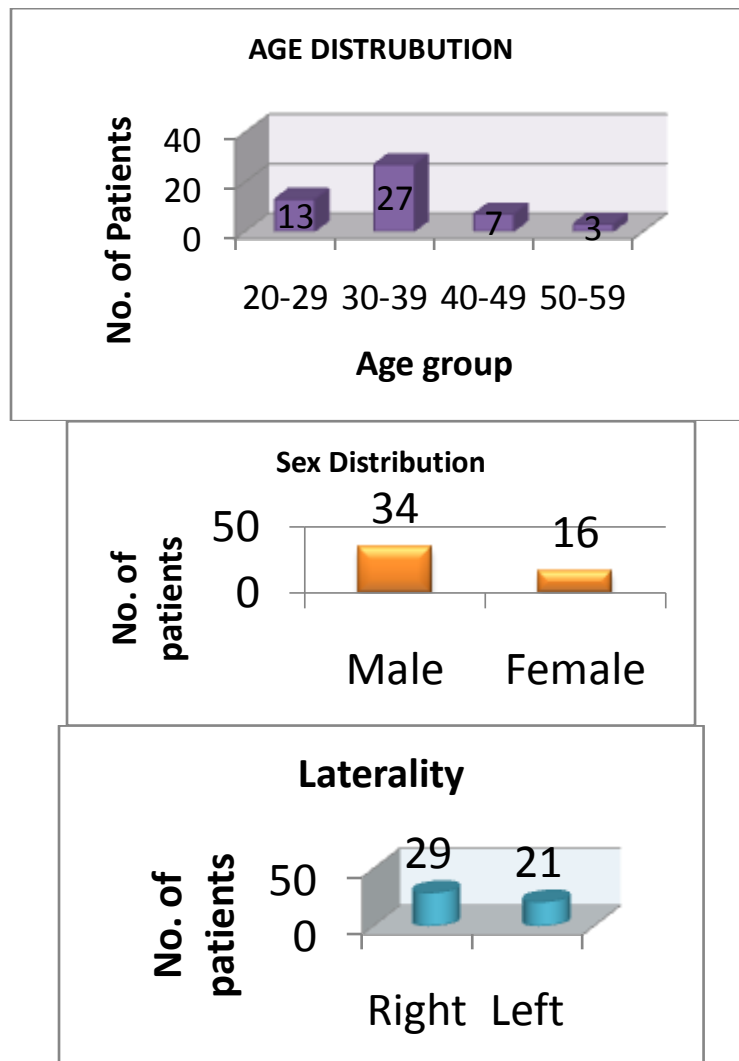 AGE DISTRUBUTION
No. of Patients
40
20
0
13
27
7
3
20-29 30-39 40-49 50-59
Age group
Sex Distribution
No. of
patients
50
0
34
16
Male Female
Laterality
No. of
patients
50
0
29
21
Right Left